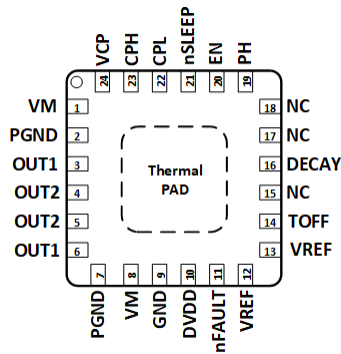 VCP CPH CPL nSLEEP EN PH
24 23 22 21 20 19
VM 1 18 NC
PGND 2 17 NC
OUT1 3 16 DECAY
OUT2 4 15 NC
OUT2 5 14 TOFF
OUT1 6 13 VREF
Thermal
PAD
7 8 9 10 11 12
PGND VM GND DVDD nFAULT VREF